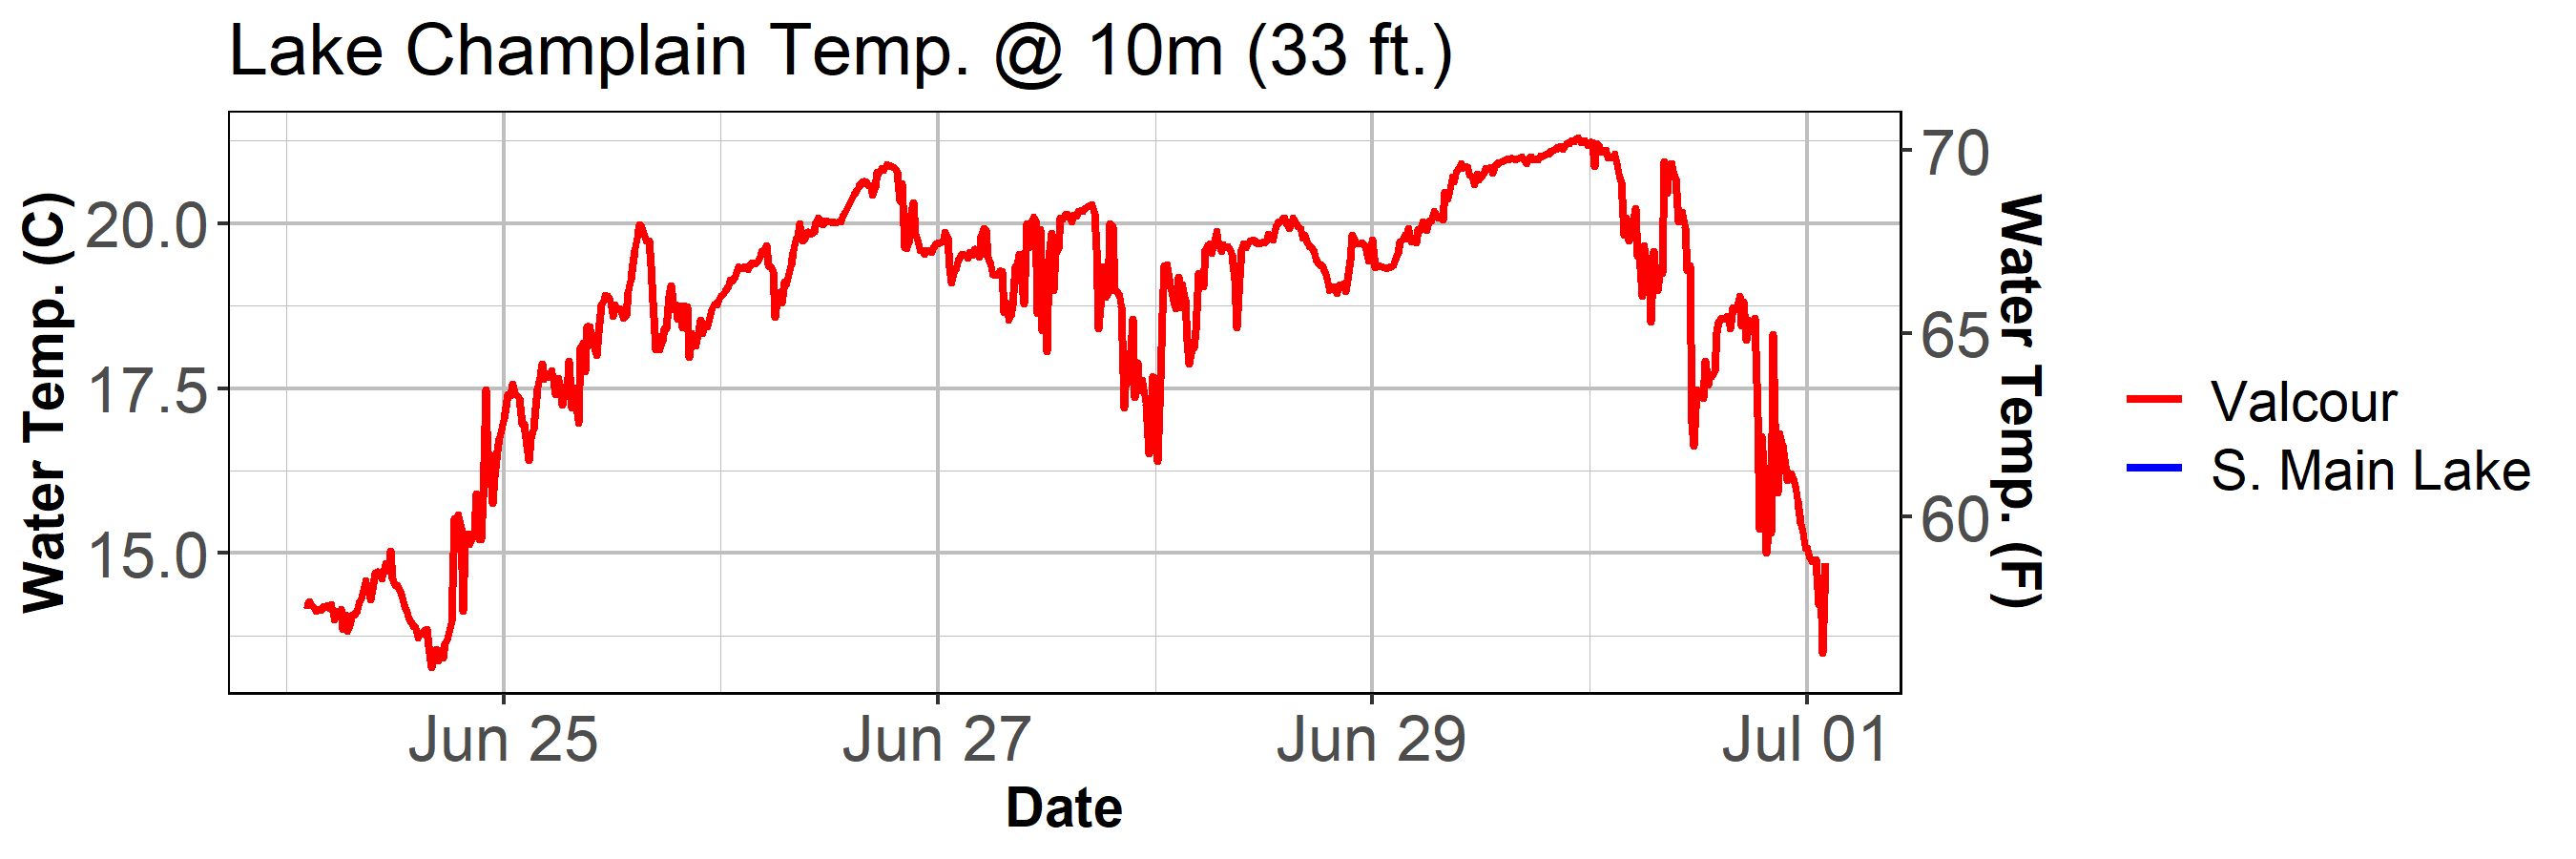 Lake Champlain Temp. @ 10m (33 ft.)
Water Temp. (C)
20.0
17.5
15.0
70
65
60
Water Temp. (F)
Jun 25
Jun 27
Jun 29
Jul 01
Date
Valcour
S. Main Lake